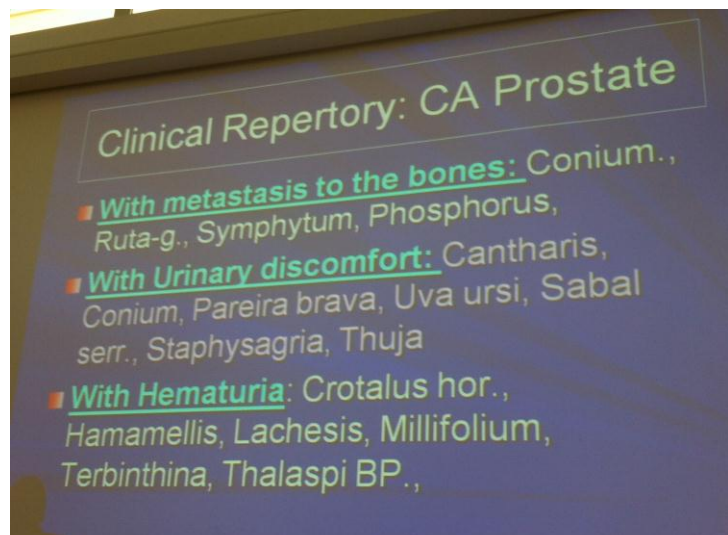 Clinical Repertory: CA Prostate
With metastasis to the bones: Conium.,
Ruta-g., Symphytum, Phosphorus,
With Urinary discomfort: Cantharis,
Conium, Pareira brava, Uva ursi, Sabal
serr., Staphysagria, Thuja
With Hematuria: Crotalus hor.,
Hamamellis, Lachesis, Millifolium,
Terbinthina, Thalaspi BP.,